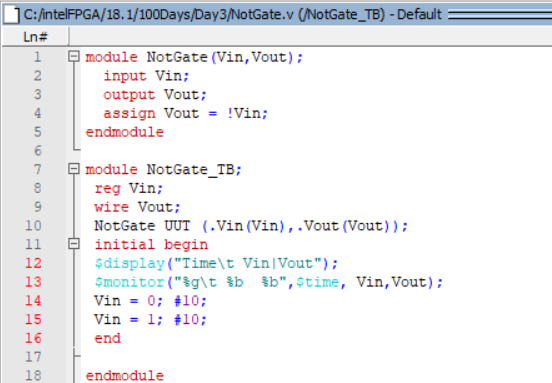 C:/intelFPGA/18.1/100Days/Day3/NotGate.v (/NotGate_TB) - Default
Ln#
1 module NotGate(Vin,Vout);
2 input Vin;
3 output Vout;
4 assign Vout = !Vin;
5 endmodule
6
7 module NotGate_TB;
8 reg Vin;
9 wire Vout;
10 NotGate UUT (.Vin(Vin),.Vout(Vout));
11 initial begin
12 $display("Time\t Vin|Vout");
13 $monitor("%g\t %b  %b",$time, Vin,Vout);
14 Vin = 0; #10;
15 Vin = 1; #10;
16 end
17
18 endmodule